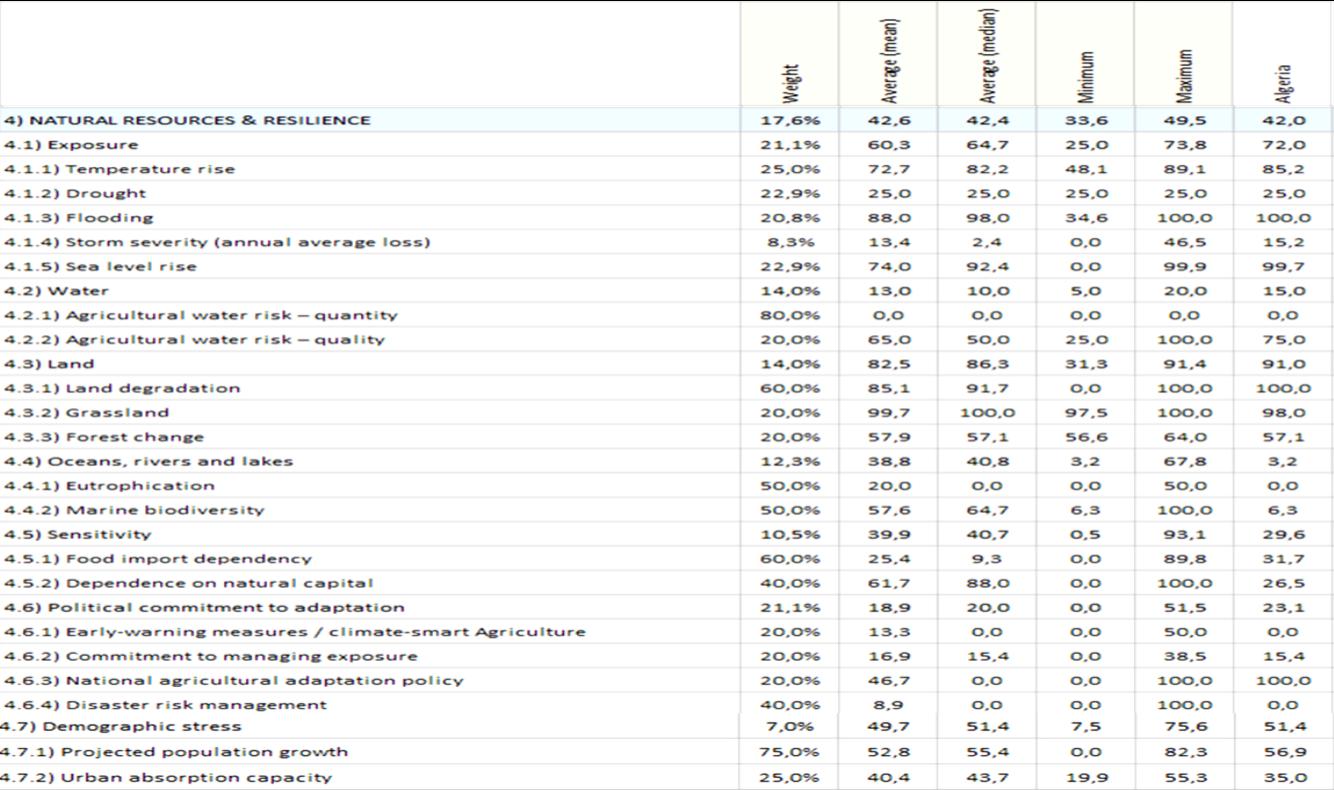 Weight Average (mean) Average (median) Minimum Maximum Algeria
4) NATURAL RESOURCES & RESILIENCE 17,6% 42,6 42,4 33,6 49,5 42,0
4.1) Exposure 21,1% 60,3 64,7 25,0 73,8 72,0
4.1.1) Temperature rise 25,0% 72,7 82,2 48,1 89,1 85,2
4.1.2) Drought 22,9% 25,0 25,0 25,0 25,0 25,0
4.1.3) Flooding 20,8% 88,0 98,0 34,6 100,0 100,0
4.1.4) Storm severity (annual average loss) 8,3% 13,4 2,4 0,0 46,5 15,2
4.1.5) Sea level rise 22,9% 74,0 92,4 0,0 99,9 99,7
4.2) Water 14,0% 13,0 10,0 5,0 20,0 15,0
4.2.1) Agricultural water risk – quantity 80,0% 0,0 0,0 0,0 0,0 0,0
4.2.2) Agricultural water risk – quality 20,0% 65,0 50,0 25,0 100,0 75,0
4.3) Land 14,0% 82,5 86,3 31,3 91,4 91,0
4.3.1) Land degradation 60,0% 85,1 91,7 0,0 100,0 100,0
4.3.2) Grassland 20,0% 99,7 100,0 97,5 100,0 98,0
4.3.3) Forest change 20,0% 57,9 57,1 56,6 64,0 57,1
4.4) Oceans, rivers and lakes 12,3% 38,8 40,8 3,2 67,8 3,2
4.4.1) Eutrophication 50,0% 20,0 0,0 0,0 50,0 0,0
4.4.2) Marine biodiversity 50,0% 57,6 64,7 6,3 100,0 6,3
4.5) Sensitivity 10,5% 39,9 40,7 0,5 93,1 29,6
4.5.1) Food import dependency 60,0% 25,4 9,3 0,0 89,8 31,7
4.5.2) Dependence on natural capital 40,0% 61,7 88,0 0,0 100,0 26,5
4.6) Political commitment to adaptation 21,1% 18,9 20,0 0,0 51,5 23,1
4.6.1) Early-warning measures / climate-smart Agriculture 20,0% 13,3 0,0 0,0 50,0 0,0
4.6.2) Commitment to managing exposure 20,0% 16,9 15,4 0,0 38,5 15,4
4.6.3) National agricultural adaptation policy 20,0% 46,7 0,0 0,0 100,0 100,0
4.6.4) Disaster risk management 40,0% 8,9 0,0 0,0 100,0 0,0
4.7) Demographic stress 7,0% 49,7 51,4 7,5 75,6 51,4
4.7.1) Projected population growth 75,0% 52,8 55,4 0,0 82,3 56,9
4.7.2) Urban absorption capacity 25,0% 40,4 43,7 19,9 55,3 35,0